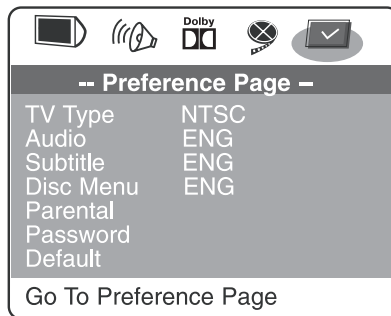 Dolby
-- Preference Page –
TV Type NTSC
Audio ENG
Subtitle ENG
Disc Menu ENG
Parental
Password
Default
Go To Preference Page